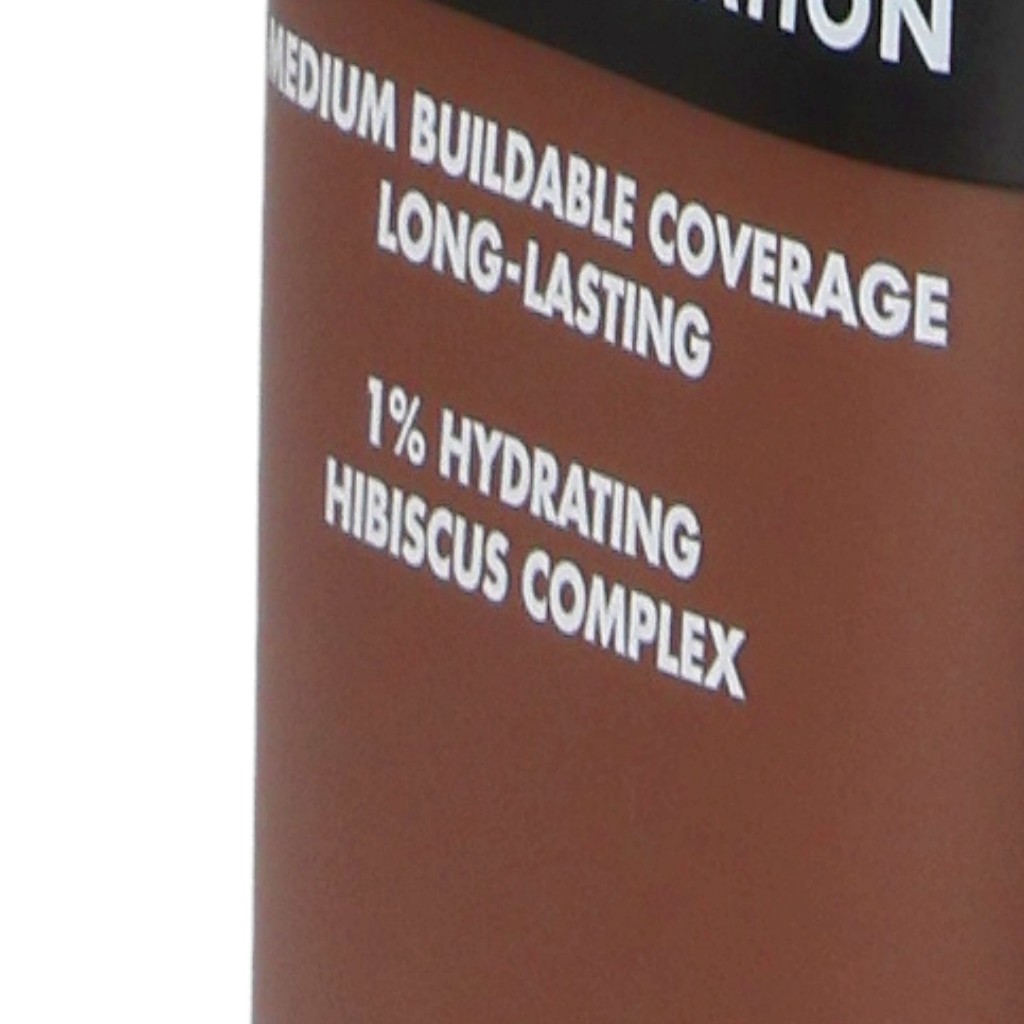 MEDIUM BUILDABLE COVERAGE
LONG-LASTING
1% HYDRATING
HIBISCUS COMPLEX